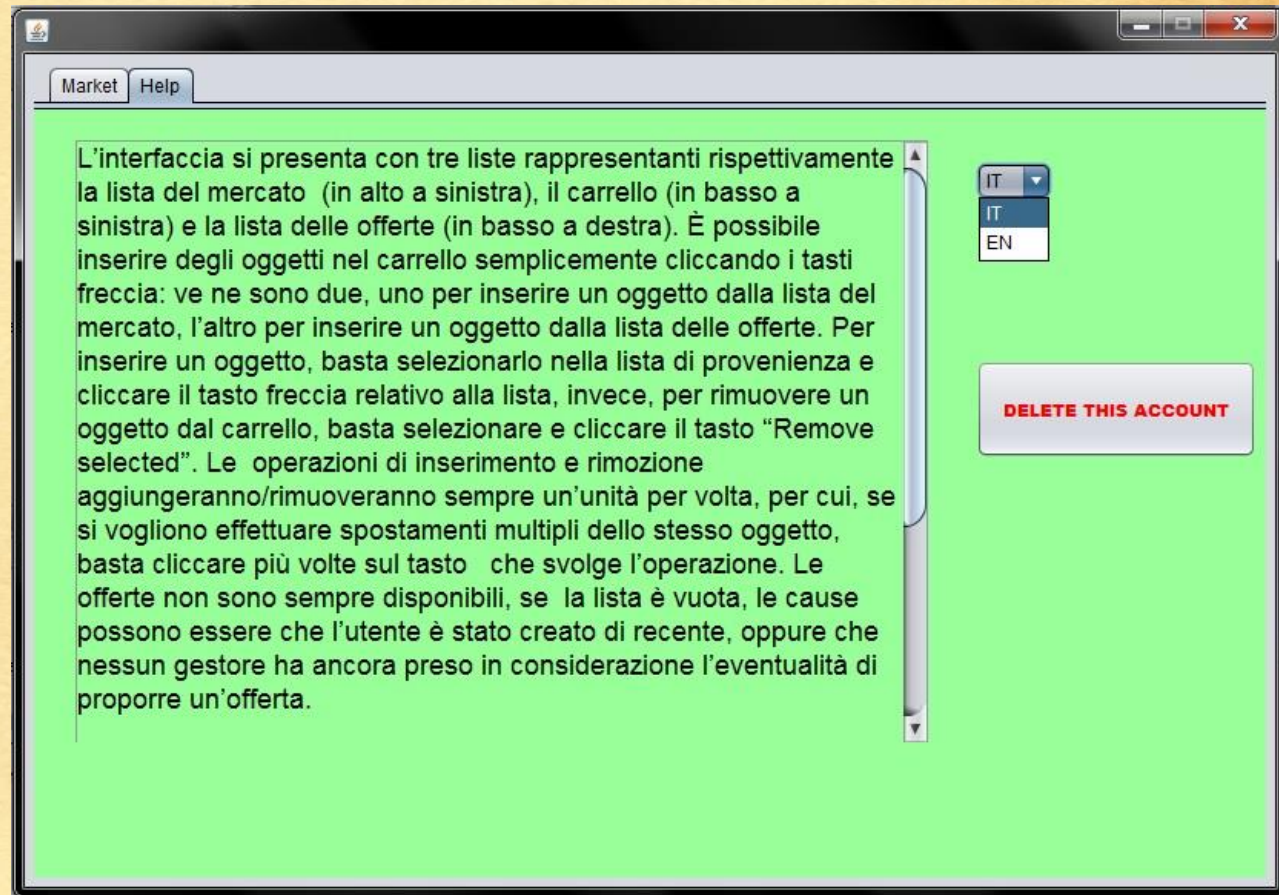 Market Help
L’interfaccia si presenta con tre liste rappresentanti rispettivamente
la lista del mercato  (in alto a sinistra), il carrello (in basso a
sinistra) e la lista delle offerte (in basso a destra). È possibile
inserire degli oggetti nel carrello semplicemente cliccando i tasti
freccia: ve ne sono due, uno per inserire un oggetto dalla lista del
mercato, l’altro per inserire un oggetto dalla lista delle offerte. Per
inserire un oggetto, basta selezionarlo nella lista di provenienza e
cliccare il tasto freccia relativo alla lista, invece, per rimuovere un
oggetto dal carrello, basta selezionare e cliccare il tasto “Remove
selected”. Le  operazioni di inserimento e rimozione
aggiungeranno/rimuoveranno sempre un’unità per volta, per cui, se
si vogliono effettuare spostamenti multipli dello stesso oggetto,
basta cliccare più volte sul tasto   che svolge l’operazione. Le
offerte non sono sempre disponibili, se  la lista è vuota, le cause
possono essere che l’utente è stato creato di recente, oppure che
nessun gestore ha ancora preso in considerazione l’eventualità di
proporre un’offerta.
IT
IT
EN
DELETE THIS ACCOUNT